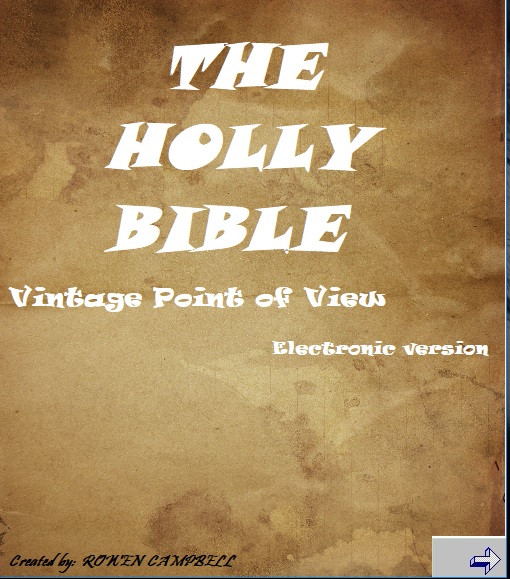 THE
HOLLY
BIBLE
Vintage Point of View
Electronic version
Created by: ROWEN CAMPBELL